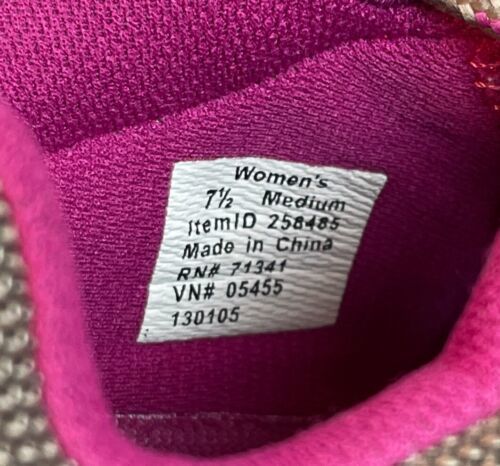 Women's
7½ Medium
ItemID 258485
Made in China
RN# 71341
VN# 05455
130105